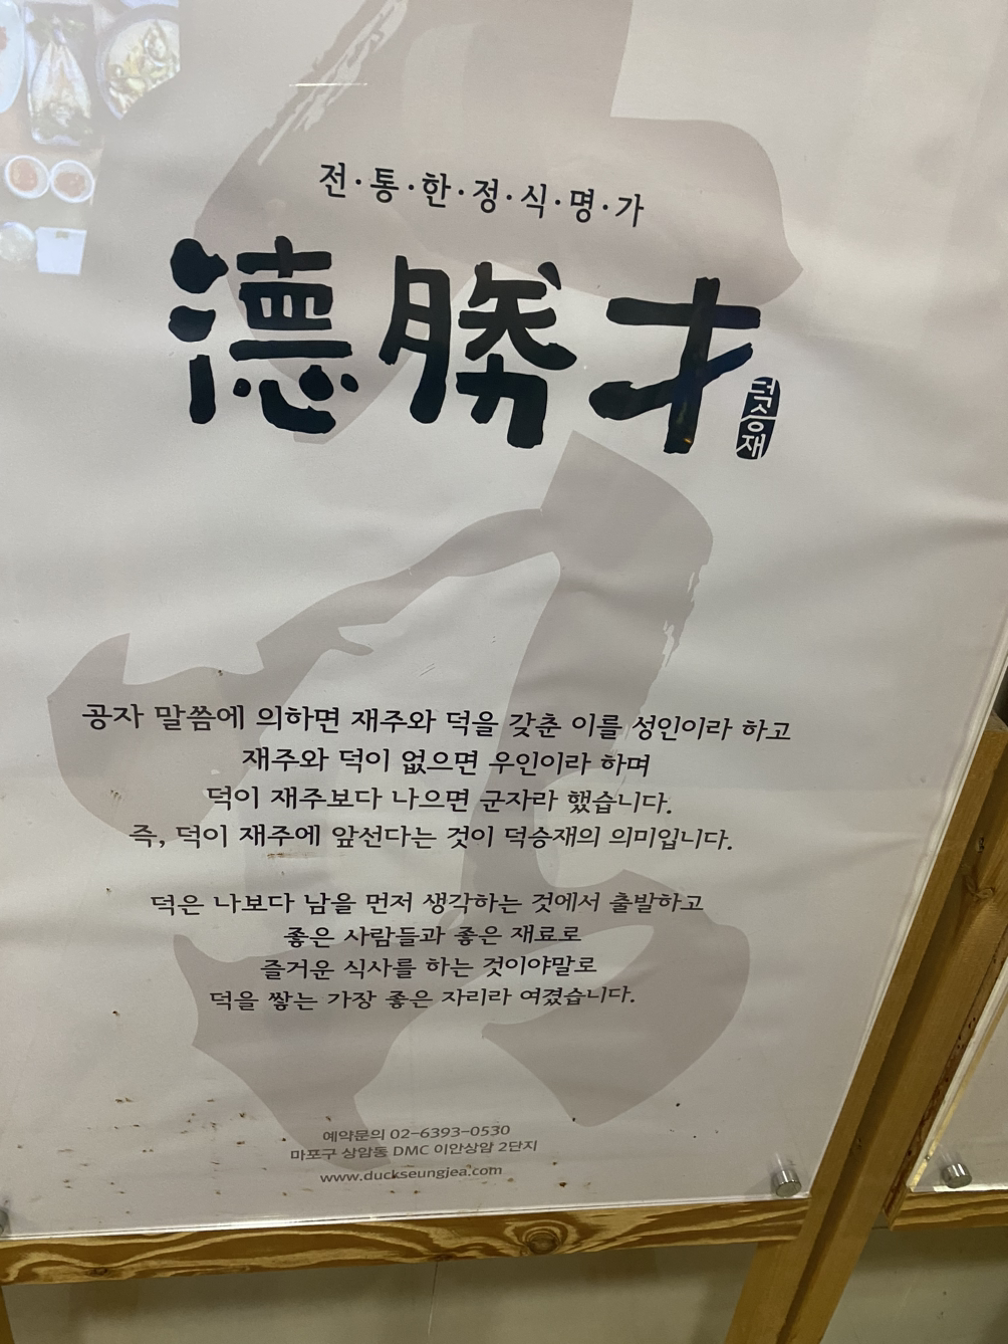 전·통·한·정·식·명·가
德勝才
덕승재
공자 말씀에 의하면 재주와 덕을 갖춘 이를 성인이라 하고
재주와 덕이 없으면 우인이라 하며
덕이 재주보다 나으면 군자라 했습니다.
즉, 덕이 재주에 앞선다는 것이 덕승재의 의미입니다.
덕은 나보다 남을 먼저 생각하는 것에서 출발하고
좋은 사람들과 좋은 재료로
즐거운 식사를 하는 것이야말로
덕을 쌓는 가장 좋은 자리라 여겼습니다.
예약문의 02-6393-0530
마포구 상암동 DMC 이안상암 2단지
www.duckseungjea.com